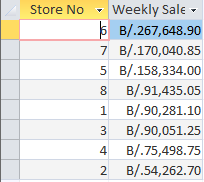 Store No Weekly Sale
6 B/.267,648.90
7 B/.170,040.85
5 B/.158,334.00
8 B/.91,435.05
1 B/.90,281.10
3 B/.90,051.25
4 B/.75,498.75
2 B/.54,262.70